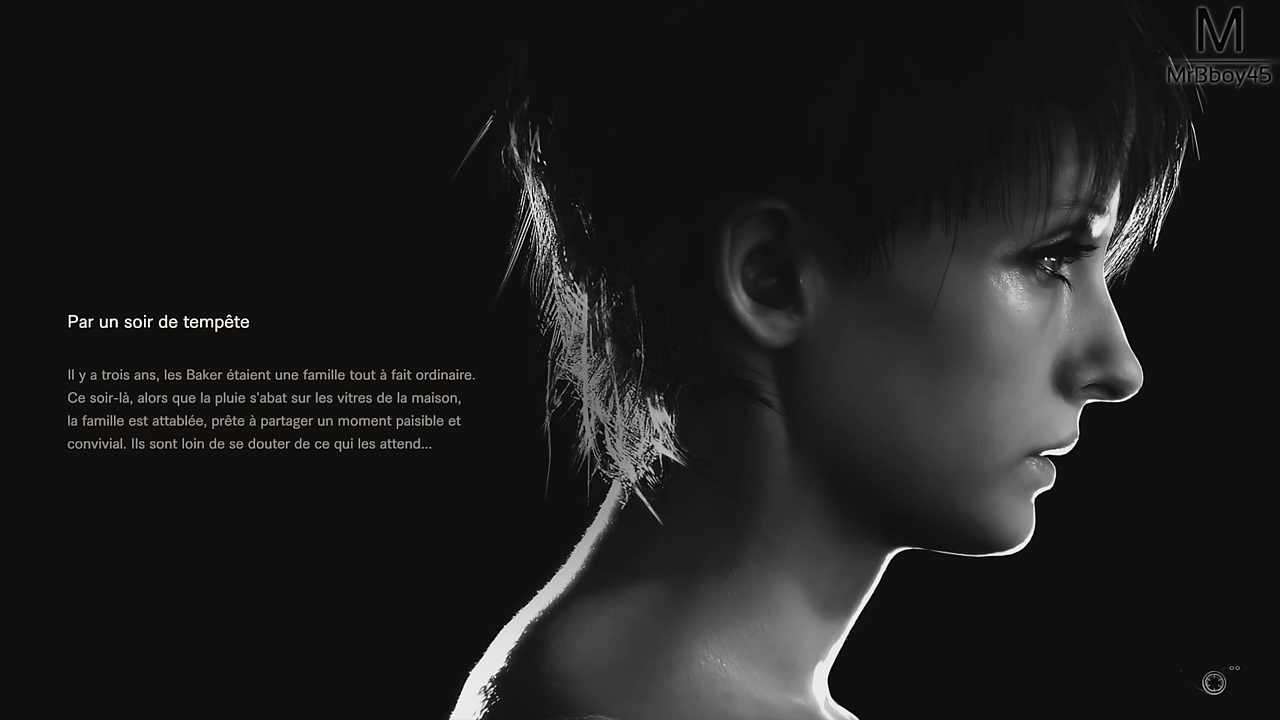 M
Mr3boy45
Par un soir de tempête
Il y a trois ans, les Baker étaient une famille tout à fait ordinaire.
Ce soir-là, alors que la pluie s'abat sur les vitres de la maison,
la famille est attablée, prête à partager un moment paisible et
convivial. Ils sont loin de se douter de ce qui les attend...